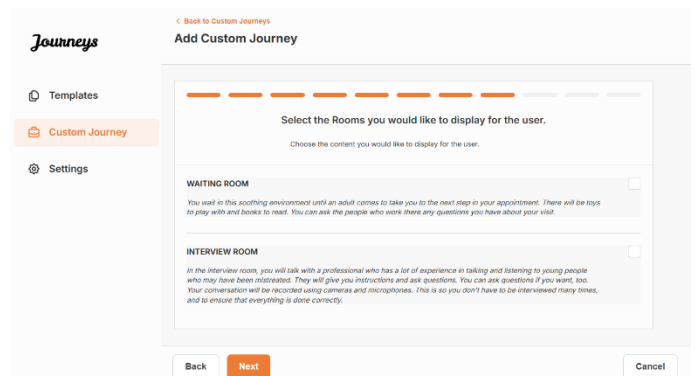 < Back to Custom Journeys
Journeys
Add Custom Journey
Templates
Custom Journey
Settings
Select the Rooms you would like to display for the user.
Choose the content you would like to display for the user.
WAITING ROOM
You wait in this soothing environment until an adult comes to take you to the next step in your appointment. There will be toys
to play with and books to read. You can ask the people who work there any questions you have about your visit.
INTERVIEW ROOM
In the interview room, you will talk with a professional who has a lot of experience in talking and listening to young people
who may have been mistreated. They will give you instructions and ask questions. You can ask questions if you want, too.
Your conversation will be recorded using cameras and microphones. This is so you don't have to be interviewed many times,
and to ensure that everything is done correctly.
Back
Next
Cancel